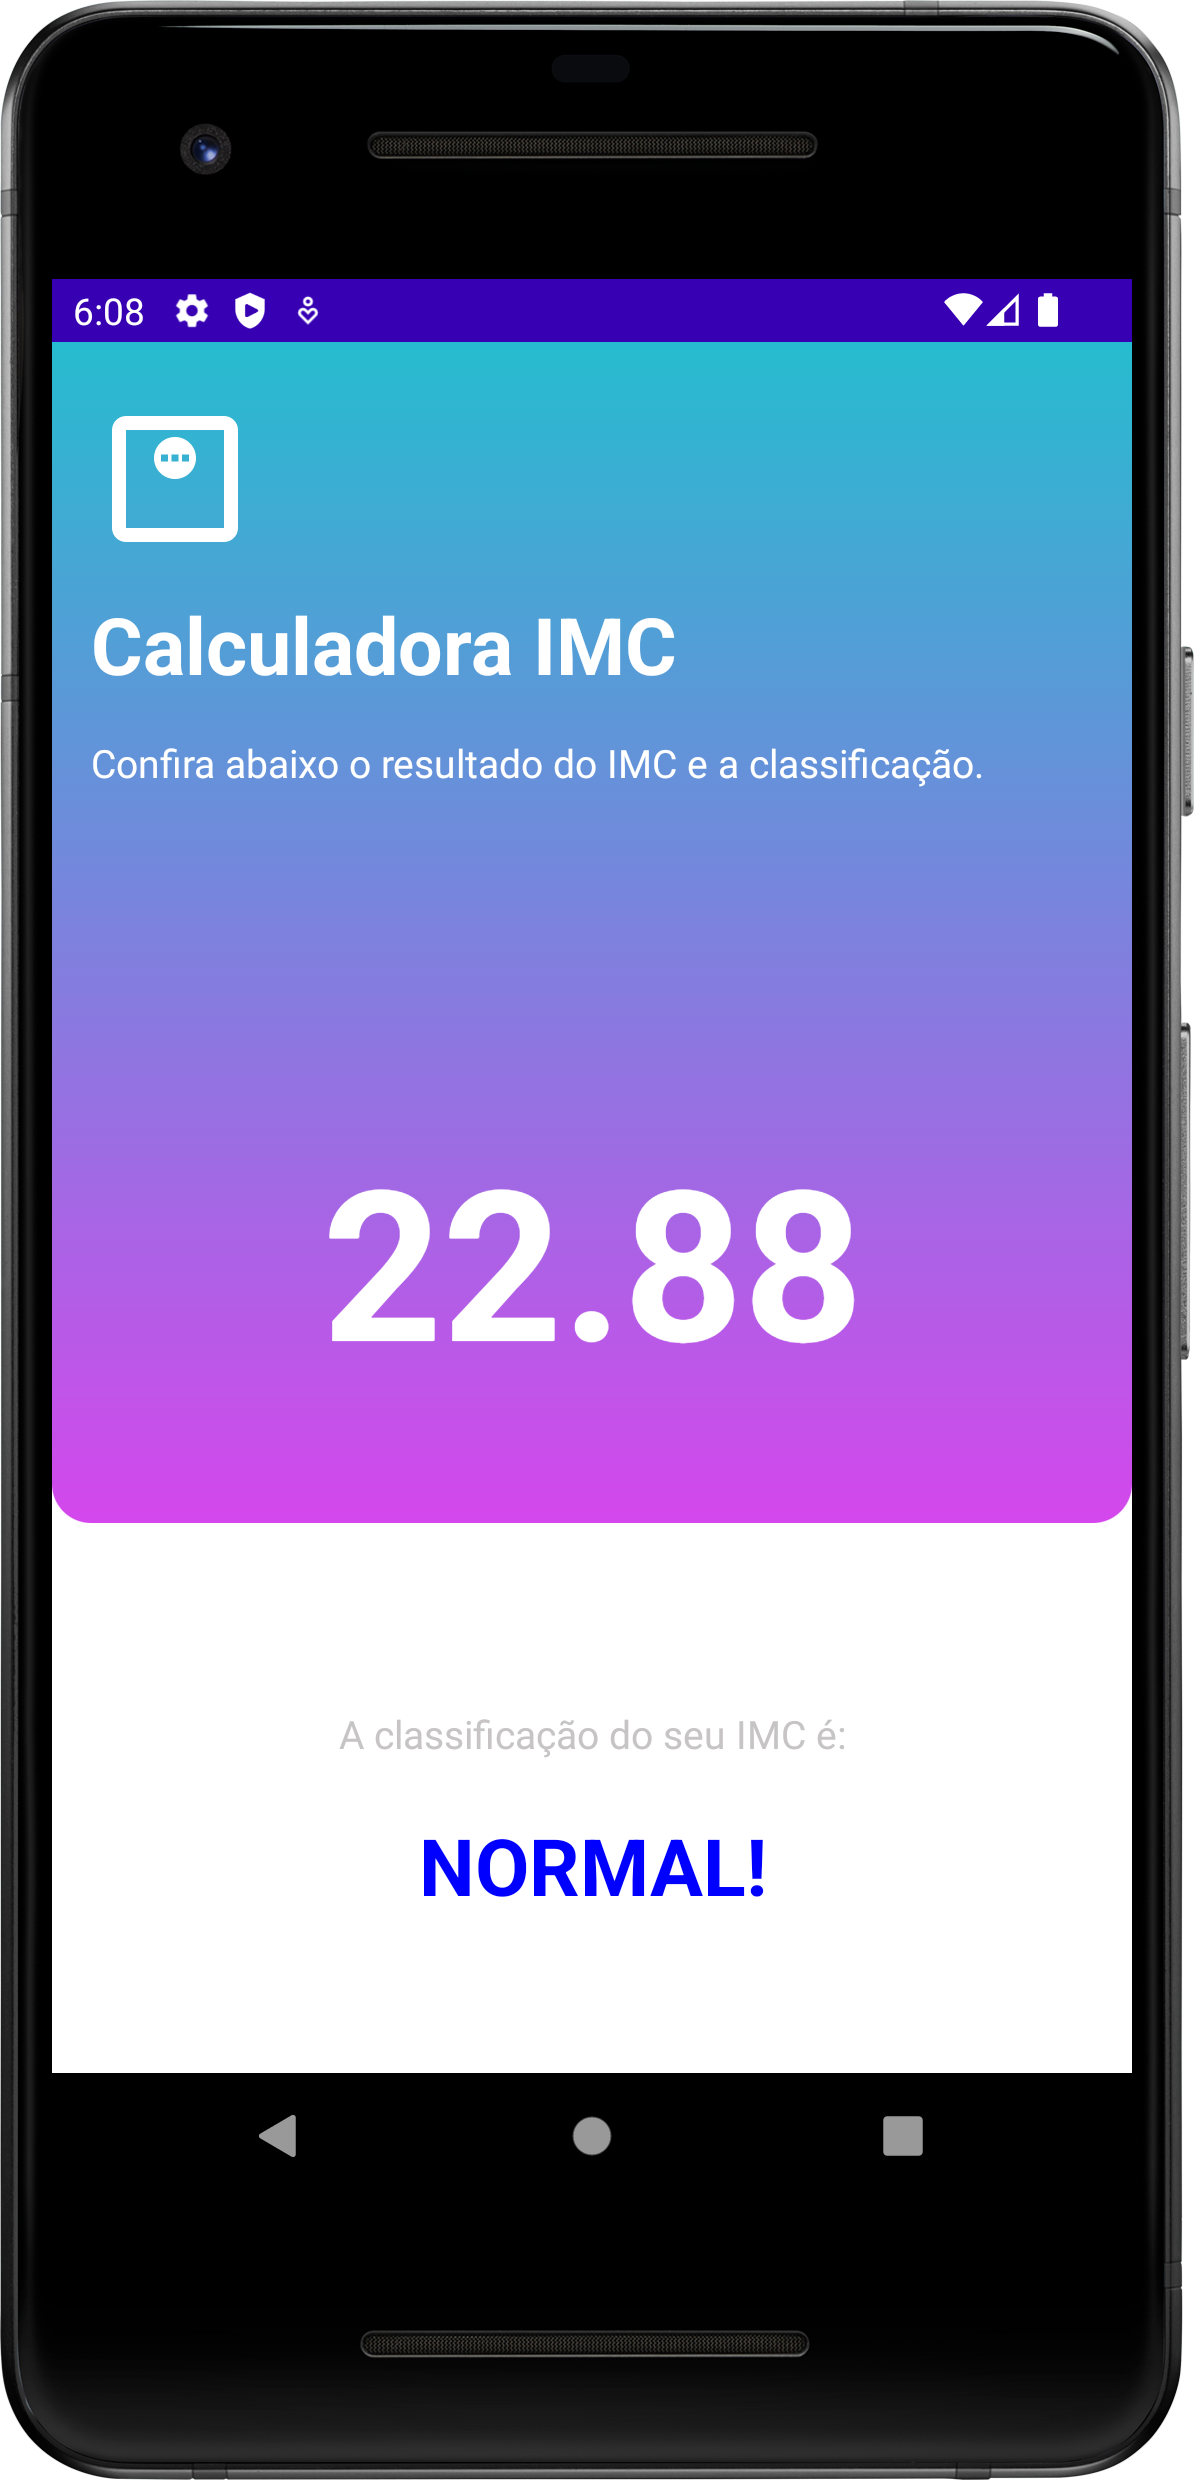 6:08
Calculadora IMC
Confira abaixo o resultado do IMC e a classificação.
22.88
A classificação do seu IMC é:
NORMAL!